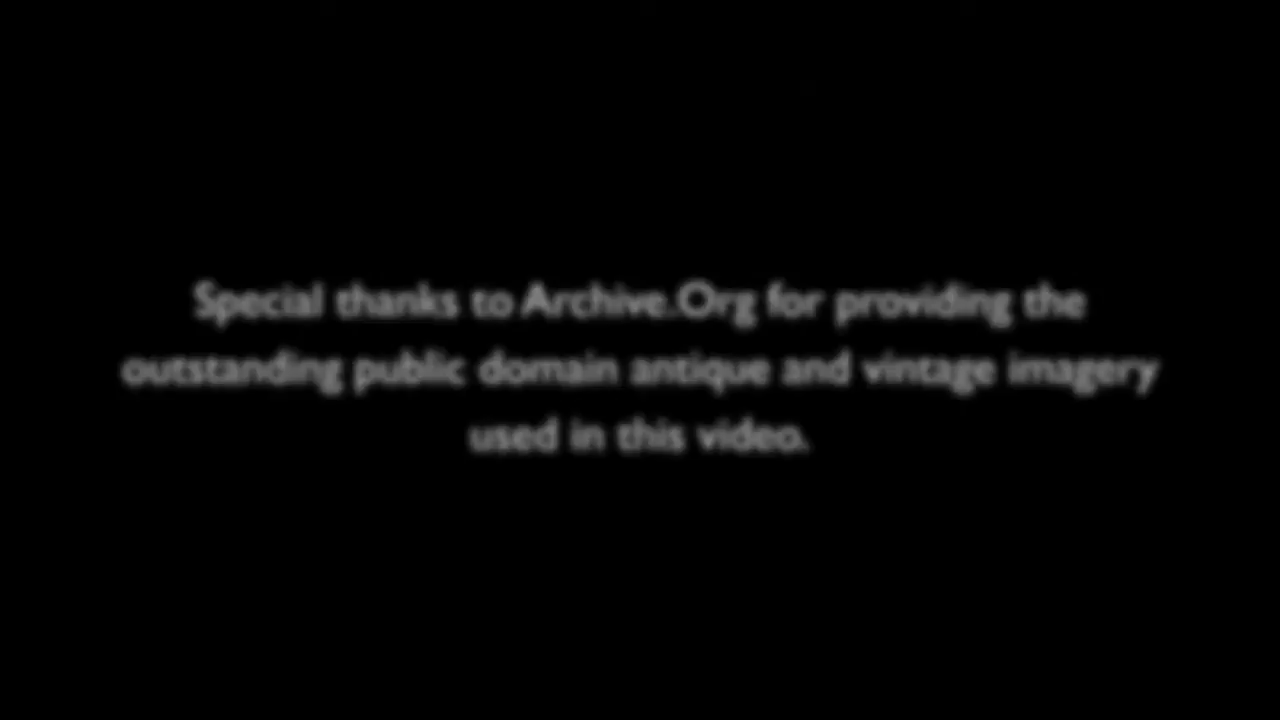 Special thanks to Archive.Org for providing the
outstanding public domain antique and vintage imagery
used in this video.